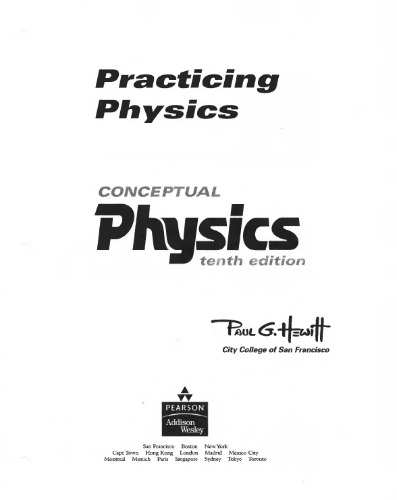 Practicing
Physics
CONCEPTUAL
Physics
tenth edition
PAUL G. HEWITT
City College of San Francisco
PEARSON
Addison
Wesley
San Francisco Boston New York
Cape Town Hong Kong London Madrid Mexico City
Montreal Munich Paris Singapore Sydney Tokyo Toronto